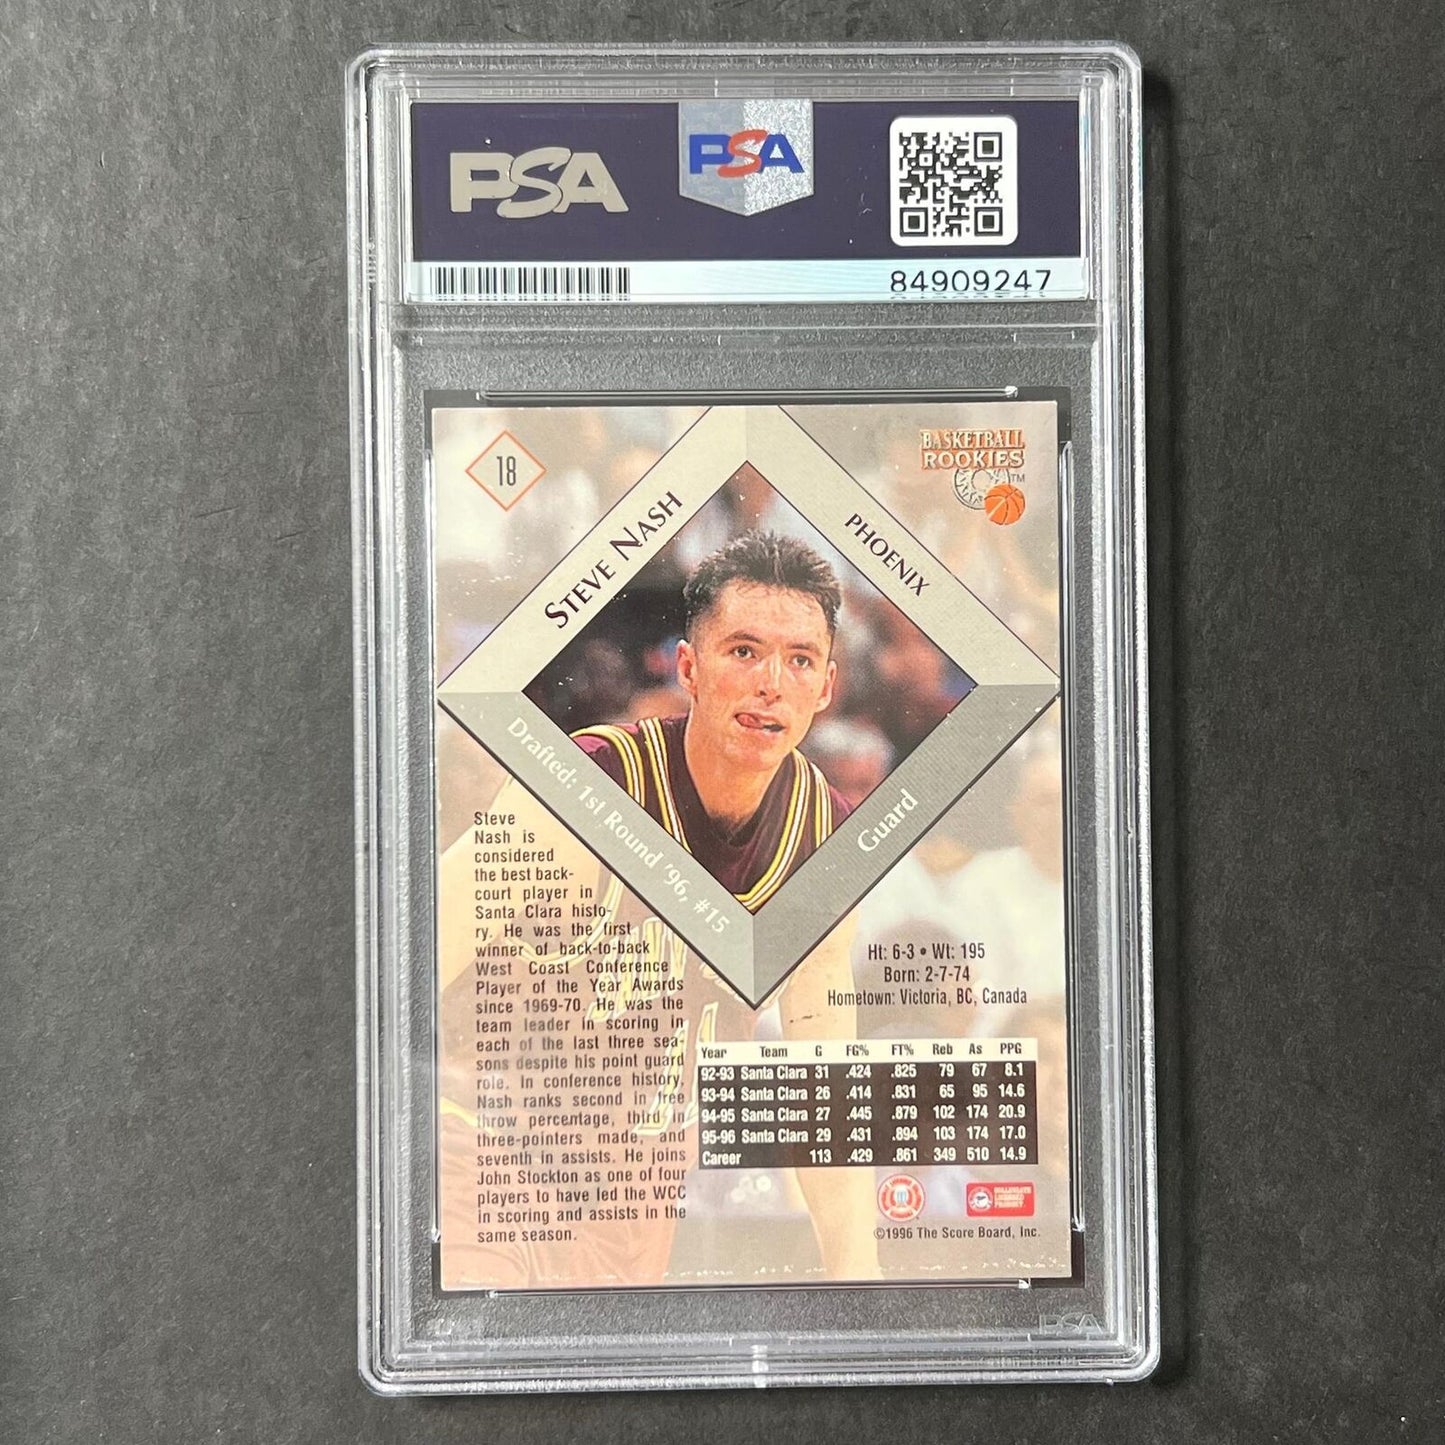 PSA
PSA
84909247
18
BASKETBALL
ROOKIES
TM
STEVE NASH
PHOENIX
Drafted: 1st Round '96, #15
Guard
Steve
Nash is
considered
the best back-
court player in
Santa Clara histo-
ry. He was the first
winner of back-to-back
West Coast Conference
Player of the Year Awards
since 1969-70. He was the
team leader in scoring in
each of the last three sea-
sons despite his point guard
role. In conference history,
Nash ranks second in free
throw percentage, third in
three-pointers made, and
seventh in assists. He joins
John Stockton as one of four
players to have led the WCC
in scoring and assists in the
same season.
Ht: 6-3 • Wt: 195
Born: 2-7-74
Hometown: Victoria, BC, Canada
Year Team G FG% FT% Reb As PPG
92-93 Santa Clara 31 .424 .825 79 67 8.1
93-94 Santa Clara 26 .414 .831 65 95 14.6
94-95 Santa Clara 27 .445 .879 102 174 20.9
95-96 Santa Clara 29 .431 .894 103 174 17.0
Career 113 .429 .861 349 510 14.9
COLLEGIATE
LICENSED
PRODUCT
©1996 The Score Board, Inc.
PSA